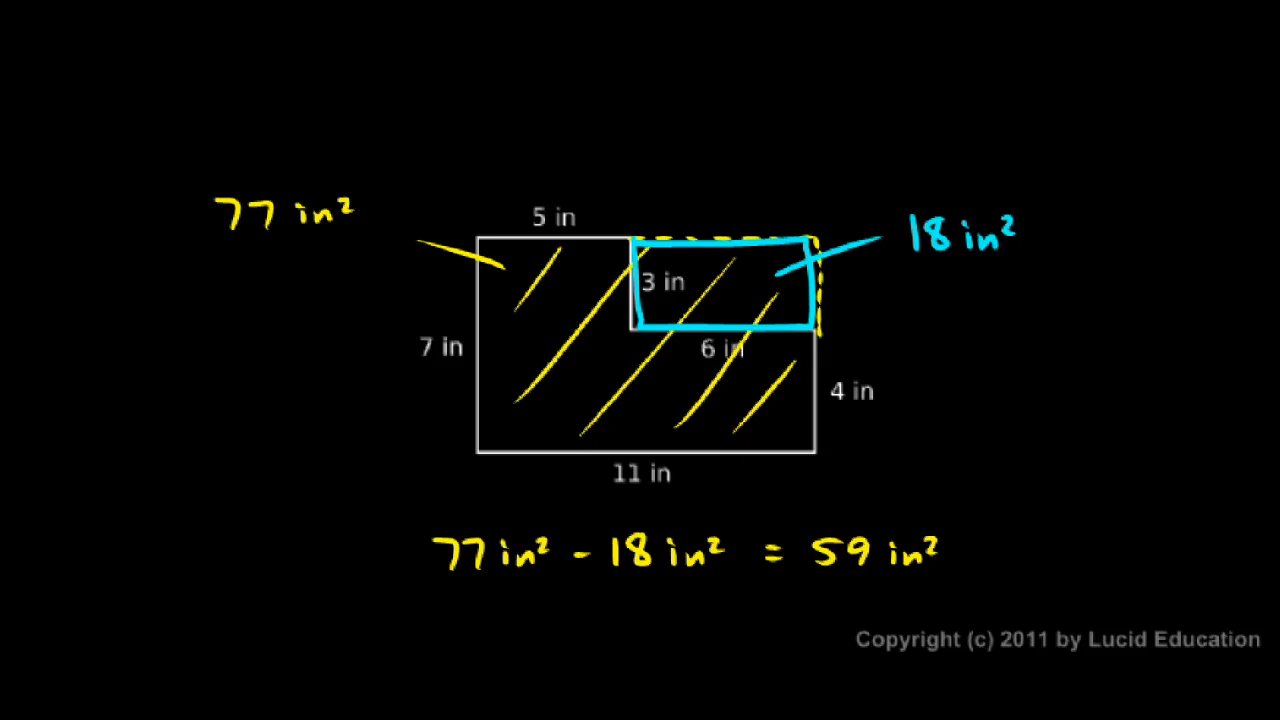 77 in²
5 in
18 in²
3 in
7 in
6 in
4 in
11 in
77 in² - 18 in² = 59 in²
Copyright (c) 2011 by Lucid Education